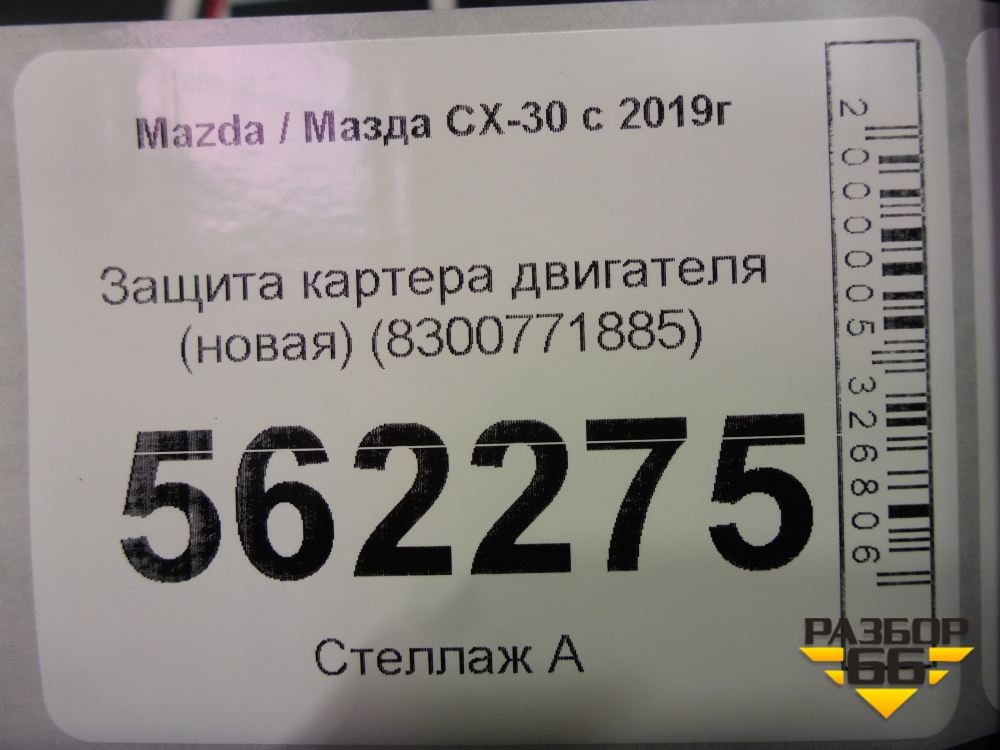 Mazda / Мазда CX-30 с 2019г
Защита картера двигателя
(новая) (8300771885)
562275
Стеллаж А
2000005326806
РАЗБОР
66